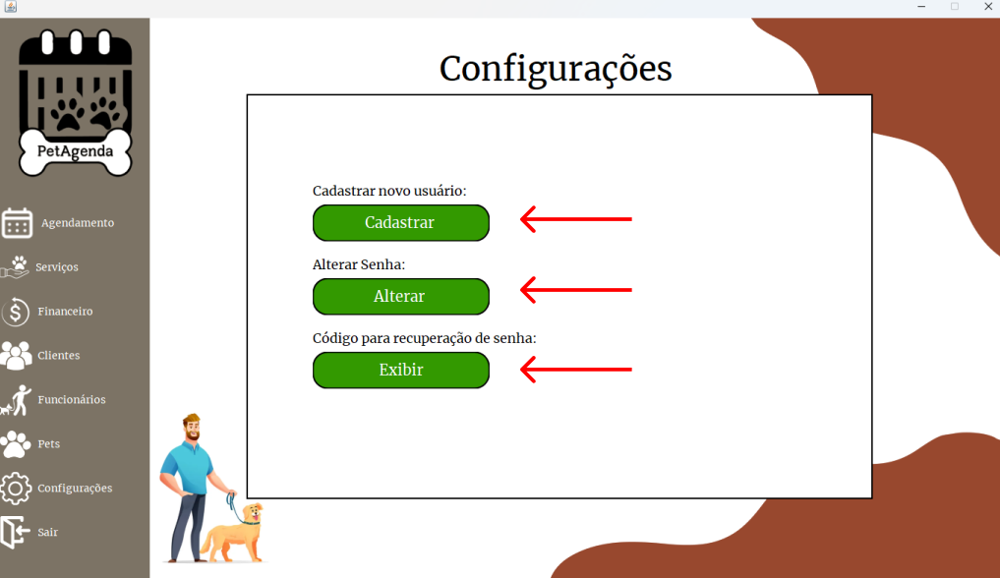 PetAgenda
Agendamento
Serviços
Financeiro
Clientes
Funcionários
Pets
Configurações
Sair
Configurações
Cadastrar novo usuário:
Cadastrar
Alterar Senha:
Alterar
Código para recuperação de senha:
Exibir